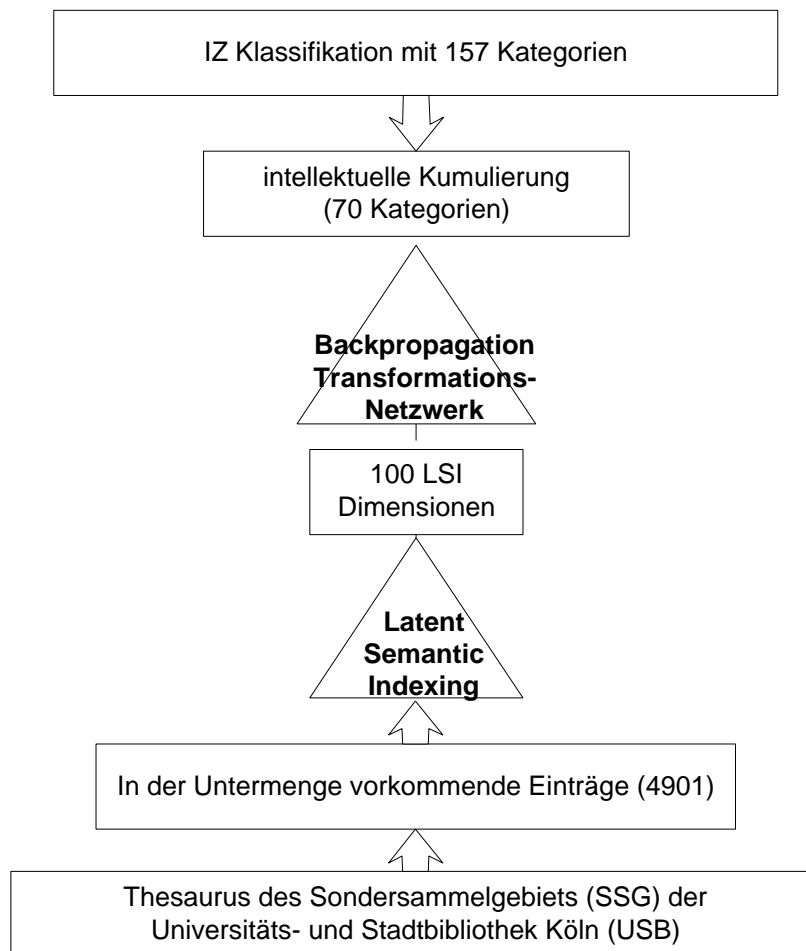 IZ Klassifikation mit 157 Kategorien
intellektuelle Kumulierung
(70 Kategorien)
Backpropagation
Transformations-
Netzwerk
100 LSI
Dimensionen
Latent
Semantic
Indexing
In der Untermenge vorkommende Einträge (4901)
Thesaurus des Sondersammelgebiets (SSG) der
Universitäts- und Stadtbibliothek Köln (USB)